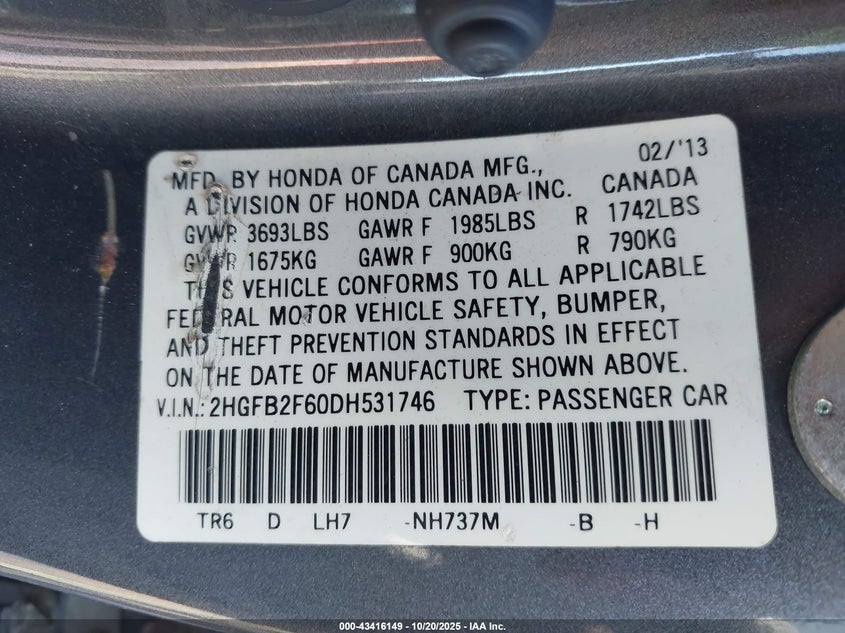 02/'13
MFD. BY HONDA OF CANADA MFG.,
A DIVISION OF HONDA CANADA INC. CANADA
GVWR 3693LBS GAWR F 1985LBS R 1742LBS
GVWR 1675KG GAWR F 900KG R 790KG
THIS VEHICLE CONFORMS TO ALL APPLICABLE
FEDERAL MOTOR VEHICLE SAFETY, BUMPER,
AND THEFT PREVENTION STANDARDS IN EFFECT
ON THE DATE OF MANUFACTURE SHOWN ABOVE.
V.I.N.: 2HGFB2F60DH531746 TYPE: PASSENGER CAR
TR6 D LH7 -NH737M -B -H
000-43416149 | 10/20/2025 - IAA Inc.